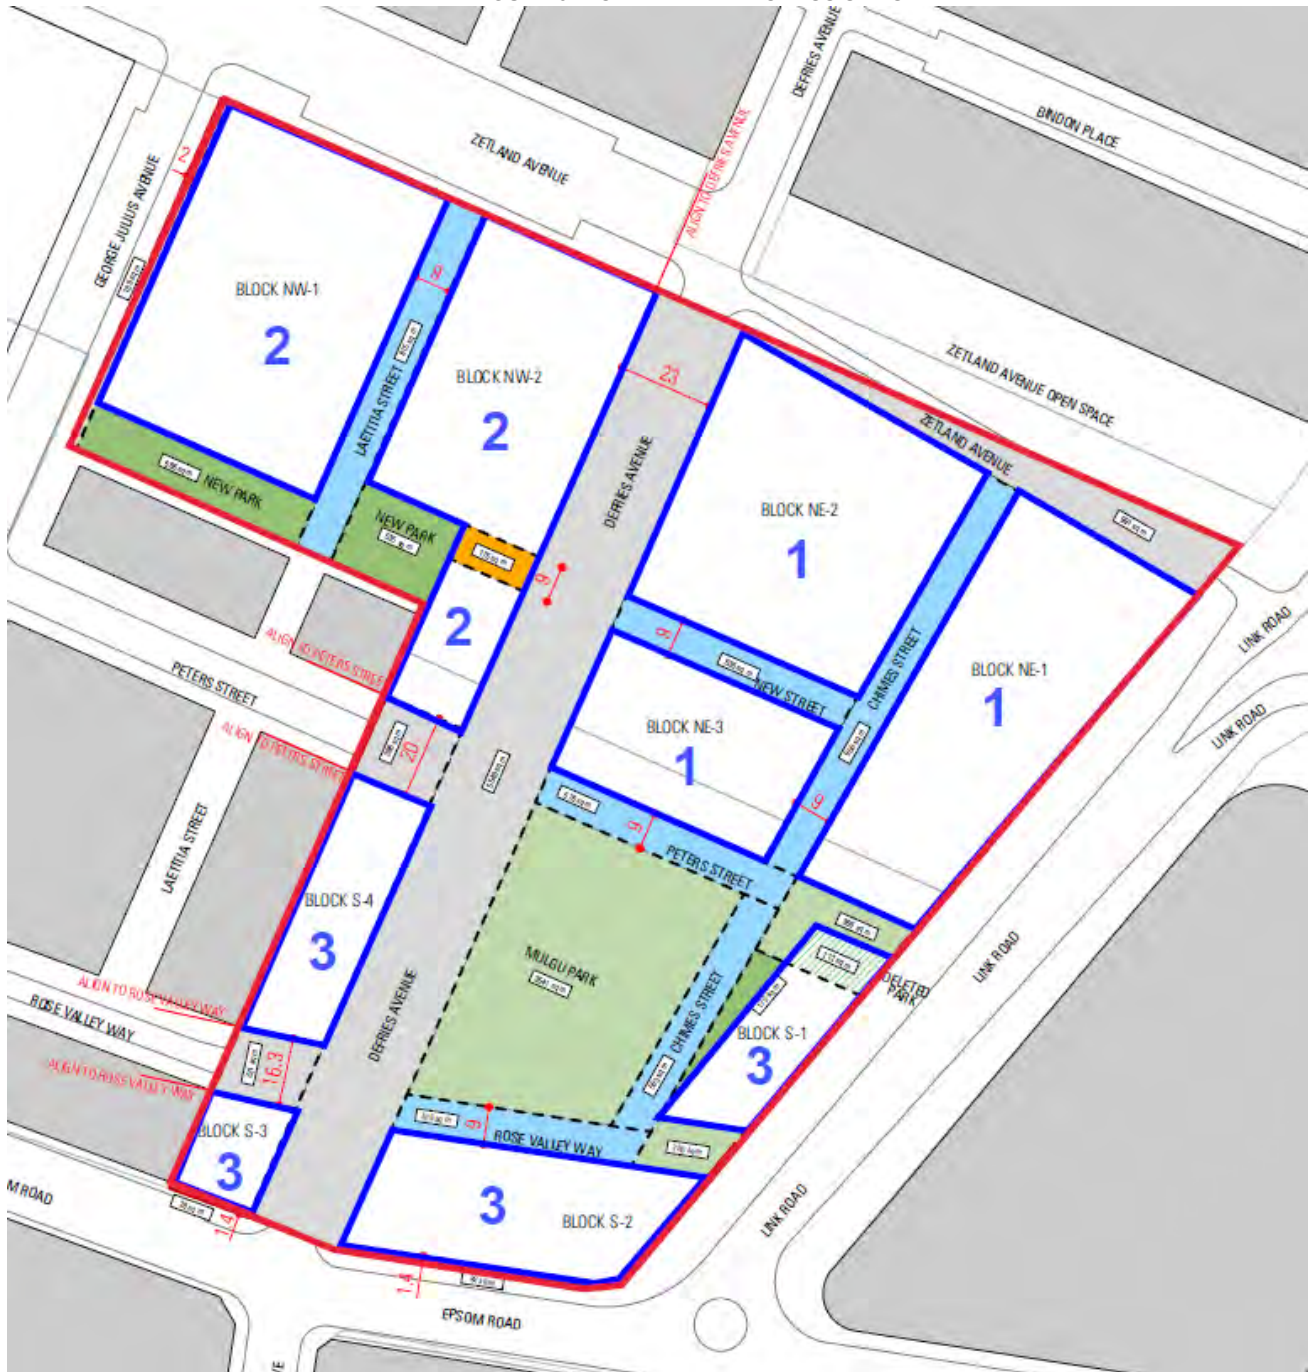 DEFRIES AVENUE
BINDON PLACE
ZETLAND AVENUE
ALIGN TO DEFRIES AVENUE
2
GEORGE JULIUS AVENUE
BLOCK NW-1
2
9
BLOCK NW-2
2
LAETITIA STREET
23
ZETLAND AVENUE OPEN SPACE
ZETLAND AVENUE
DEFRIES AVENUE
NEW PARK
NEW PARK
BLOCK NE-2
1
9
2
ALIGN TO PETERS STREET
PETERS STREET
ALIGN TO PETERS STREET
20
9
NEW STREET
CHIMES STREET
BLOCK NE-1
1
LINK ROAD
LINK ROAD
BLOCK NE-3
1
9
9
PETERS STREET
LAETITIA STREET
BLOCK S-4
3
MULGU PARK
DELETED
PARK
LINK ROAD
ALIGN TO ROSE VALLEY WAY
ROSE VALLEY WAY
ALIGN TO ROSE VALLEY WAY
16.3
DEFRIES AVENUE
CHIMES STREET
BLOCK S-1
3
BLOCK S-3
3
9
ROSE VALLEY WAY
3
BLOCK S-2
LINK ROAD
M ROAD
1.4
1.4
EPSOM ROAD